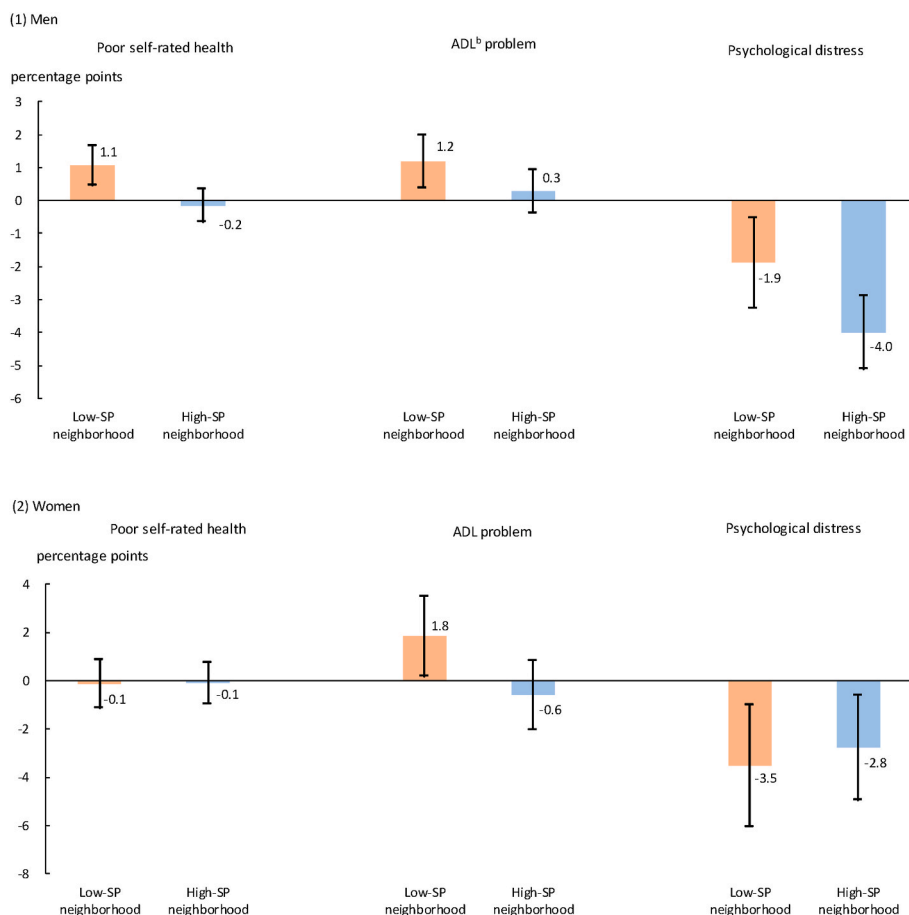 (1) Men
Poor self-rated health
ADLᵇ problem
Psychological distress
percentage points
3
2
1
0
-1
-2
-3
-4
-5
-6
1.1
-0.2
1.2
0.3
-1.9
-4.0
Low-SP neighborhood
High-SP neighborhood
Low-SP neighborhood
High-SP neighborhood
Low-SP neighborhood
High-SP neighborhood
(2) Women
Poor self-rated health
ADL problem
Psychological distress
percentage points
4
2
0
-2
-4
-6
-8
-0.1
-0.1
1.8
-0.6
-3.5
-2.8
Low-SP neighborhood
High-SP neighborhood
Low-SP neighborhood
High-SP neighborhood
Low-SP neighborhood
High-SP neighborhood